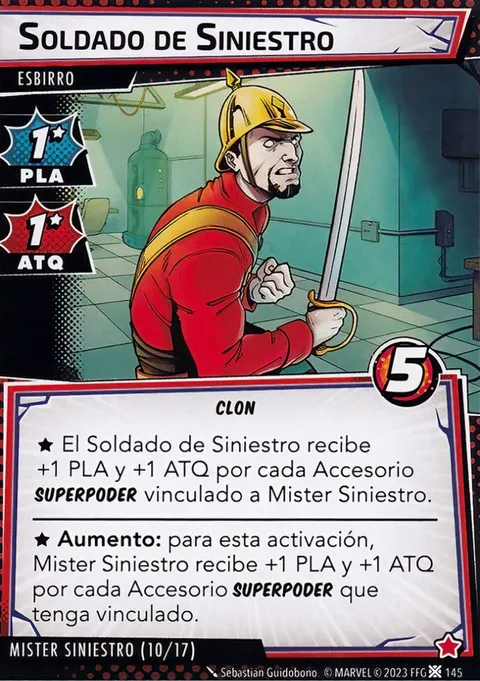 SOLDADO DE SINIESTRO
ESBIRRO
1★
PLA
1★
ATQ
5
CLON
★ El Soldado de Siniestro recibe
+1 PLA y +1 ATQ por cada Accesorio
SUPERPODER vinculado a Mister Siniestro.
★ Aumento: para esta activación,
Mister Siniestro recibe +1 PLA y +1 ATQ
por cada Accesorio SUPERPODER que
tenga vinculado.
MISTER SINIESTRO (10/17)
Sebastian Guidobono © MARVEL © 2023 FFG 145